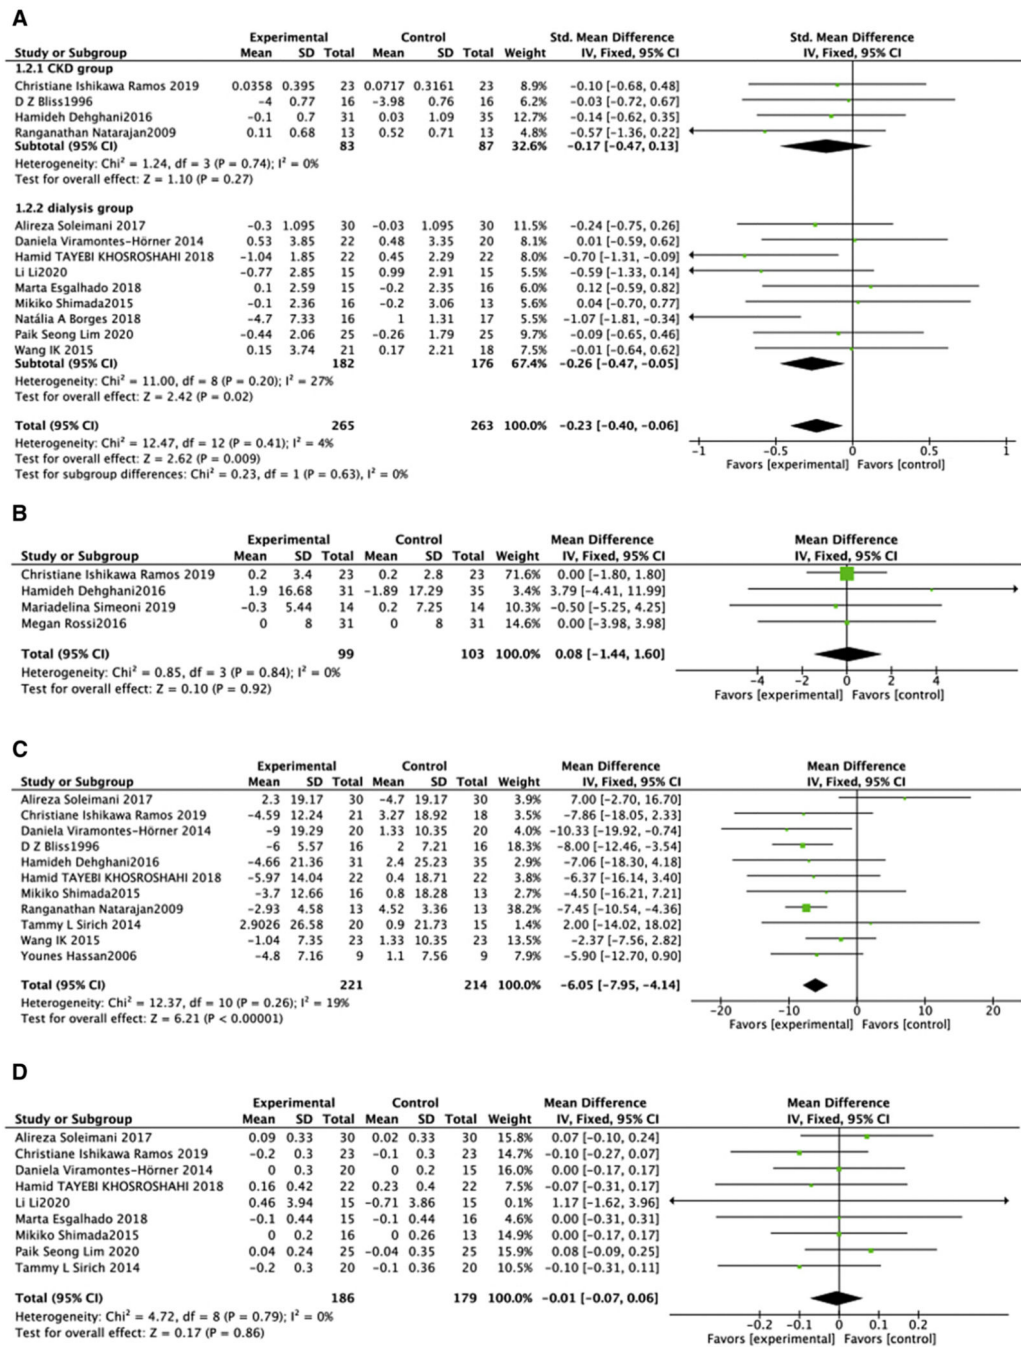 A
Experimental Control Std. Mean Difference Std. Mean Difference
Study or Subgroup Mean SD Total Mean SD Total Weight IV, Fixed, 95% CI IV, Fixed, 95% CI
1.2.1 CKD group
Christiane Ishikawa Ramos 2019 0.0358 0.395 23 0.0717 0.3161 23 8.9% -0.10 [-0.68, 0.48]
D Z Bliss1996 -4 0.77 16 -3.98 0.76 16 6.2% -0.03 [-0.72, 0.67]
Hamideh Dehghani2016 -0.1 0.7 31 0.03 1.09 35 12.7% -0.14 [-0.62, 0.35]
Ranganathan Natarajan2009 0.11 0.68 13 0.52 0.71 13 4.8% -0.57 [-1.36, 0.22]
Subtotal (95% CI) 83 87 32.6% -0.17 [-0.47, 0.13]
Heterogeneity: Chi² = 1.24, df = 3 (P = 0.74); I² = 0%
Test for overall effect: Z = 1.10 (P = 0.27)
1.2.2 dialysis group
Alireza Soleimani 2017 -0.3 1.095 30 -0.03 1.095 30 11.5% -0.24 [-0.75, 0.26]
Daniela Viramontes-Hörner 2014 0.53 3.85 22 0.48 3.35 20 8.1% 0.01 [-0.59, 0.62]
Hamid TAYEBI KHOSROSHAHI 2018 -1.04 1.85 22 0.45 2.29 22 8.0% -0.70 [-1.31, -0.09]
Li Li2020 -0.77 2.85 15 0.99 2.91 15 5.5% -0.59 [-1.33, 0.14]
Marta Esgalhado 2018 0.1 2.59 15 -0.2 2.35 16 6.0% 0.12 [-0.59, 0.82]
Mikiko Shimada2015 -0.1 2.36 16 -0.2 3.06 13 5.6% 0.04 [-0.70, 0.77]
Natália A Borges 2018 -4.7 7.33 16 1 1.31 17 5.5% -1.07 [-1.81, -0.34]
Paik Seong Lim 2020 -0.44 2.06 25 -0.26 1.79 25 9.7% -0.09 [-0.65, 0.46]
Wang IK 2015 0.15 3.74 21 0.17 2.21 18 7.5% -0.01 [-0.64, 0.62]
Subtotal (95% CI) 182 176 67.4% -0.26 [-0.47, -0.05]
Heterogeneity: Chi² = 11.00, df = 8 (P = 0.20); I² = 27%
Test for overall effect: Z = 2.42 (P = 0.02)
Total (95% CI) 265 263 100.0% -0.23 [-0.40, -0.06]
Heterogeneity: Chi² = 12.47, df = 12 (P = 0.41); I² = 4%
Test for overall effect: Z = 2.62 (P = 0.009)
Test for subgroup differences: Chi² = 0.23, df = 1 (P = 0.63), I² = 0%
-1 -0.5 0 0.5 1
Favors [experimental] Favors [control]
B
Experimental Control Mean Difference Mean Difference
Study or Subgroup Mean SD Total Mean SD Total Weight IV, Fixed, 95% CI IV, Fixed, 95% CI
Christiane Ishikawa Ramos 2019 0.2 3.4 23 0.2 2.8 23 71.6% 0.00 [-1.80, 1.80]
Hamideh Dehghani2016 1.9 16.68 31 -1.89 17.29 35 3.4% 3.79 [-4.41, 11.99]
Mariadelina Simeoni 2019 -0.3 5.44 14 0.2 7.25 14 10.3% -0.50 [-5.25, 4.25]
Megan Rossi2016 0 8 31 0 8 31 14.6% 0.00 [-3.98, 3.98]
Total (95% CI) 99 103 100.0% 0.08 [-1.44, 1.60]
Heterogeneity: Chi² = 0.85, df = 3 (P = 0.84); I² = 0%
Test for overall effect: Z = 0.10 (P = 0.92)
-4 -2 0 2 4
Favors [experimental] Favors [control]
C
Experimental Control Mean Difference Mean Difference
Study or Subgroup Mean SD Total Mean SD Total Weight IV, Fixed, 95% CI IV, Fixed, 95% CI
Alireza Soleimani 2017 2.3 19.17 30 -4.7 19.17 30 3.9% 7.00 [-2.70, 16.70]
Christiane Ishikawa Ramos 2019 -4.59 12.24 21 3.27 18.92 18 3.5% -7.86 [-18.05, 2.33]
Daniela Viramontes-Hörner 2014 -9 19.29 20 1.33 10.35 20 4.0% -10.33 [-19.92, -0.74]
D Z Bliss1996 -6 5.57 16 2 7.21 16 18.3% -8.00 [-12.46, -3.54]
Hamideh Dehghani2016 -4.66 21.36 31 2.4 25.23 35 2.9% -7.06 [-18.30, 4.18]
Hamid TAYEBI KHOSROSHAHI 2018 -5.97 14.04 22 0.4 18.71 22 3.8% -6.37 [-16.14, 3.40]
Mikiko Shimada2015 -3.7 12.66 16 0.8 18.28 13 2.7% -4.50 [-16.21, 7.21]
Ranganathan Natarajan2009 -2.93 4.58 13 4.52 3.36 13 38.2% -7.45 [-10.54, -4.36]
Tammy L Sirich 2014 2.9026 26.58 20 0.9 21.73 15 1.4% 2.00 [-14.02, 18.02]
Wang IK 2015 -1.04 7.35 23 1.33 10.35 23 13.5% -2.37 [-7.56, 2.82]
Younes Hassan2006 -4.8 7.16 9 1.1 7.56 9 7.9% -5.90 [-12.70, 0.90]
Total (95% CI) 221 214 100.0% -6.05 [-7.95, -4.14]
Heterogeneity: Chi² = 12.37, df = 10 (P = 0.26); I² = 19%
Test for overall effect: Z = 6.21 (P < 0.00001)
-20 -10 0 10 20
Favors [experimental] Favors [control]
D
Experimental Control Mean Difference Mean Difference
Study or Subgroup Mean SD Total Mean SD Total Weight IV, Fixed, 95% CI IV, Fixed, 95% CI
Alireza Soleimani 2017 0.09 0.33 30 0.02 0.33 30 15.8% 0.07 [-0.10, 0.24]
Christiane Ishikawa Ramos 2019 -0.2 0.3 23 -0.1 0.3 23 14.7% -0.10 [-0.27, 0.07]
Daniela Viramontes-Hörner 2014 0 0.3 20 0 0.2 15 16.0% 0.00 [-0.17, 0.17]
Hamid TAYEBI KHOSROSHAHI 2018 0.16 0.42 22 0.23 0.4 22 7.5% -0.07 [-0.31, 0.17]
Li Li2020 0.46 3.94 15 -0.71 3.86 15 0.1% 1.17 [-1.62, 3.96]
Marta Esgalhado 2018 -0.1 0.44 15 -0.1 0.44 16 4.6% 0.00 [-0.31, 0.31]
Mikiko Shimada2015 0 0.2 16 0 0.26 13 14.9% 0.00 [-0.17, 0.17]
Paik Seong Lim 2020 0.04 0.24 25 -0.04 0.35 25 15.9% 0.08 [-0.09, 0.25]
Tammy L Sirich 2014 -0.2 0.3 20 -0.1 0.36 20 10.5% -0.10 [-0.31, 0.11]
Total (95% CI) 186 179 100.0% -0.01 [-0.07, 0.06]
Heterogeneity: Chi² = 4.72, df = 8 (P = 0.79); I² = 0%
Test for overall effect: Z = 0.17 (P = 0.86)
-0.2 -0.1 0 0.1 0.2
Favors [experimental] Favors [control]